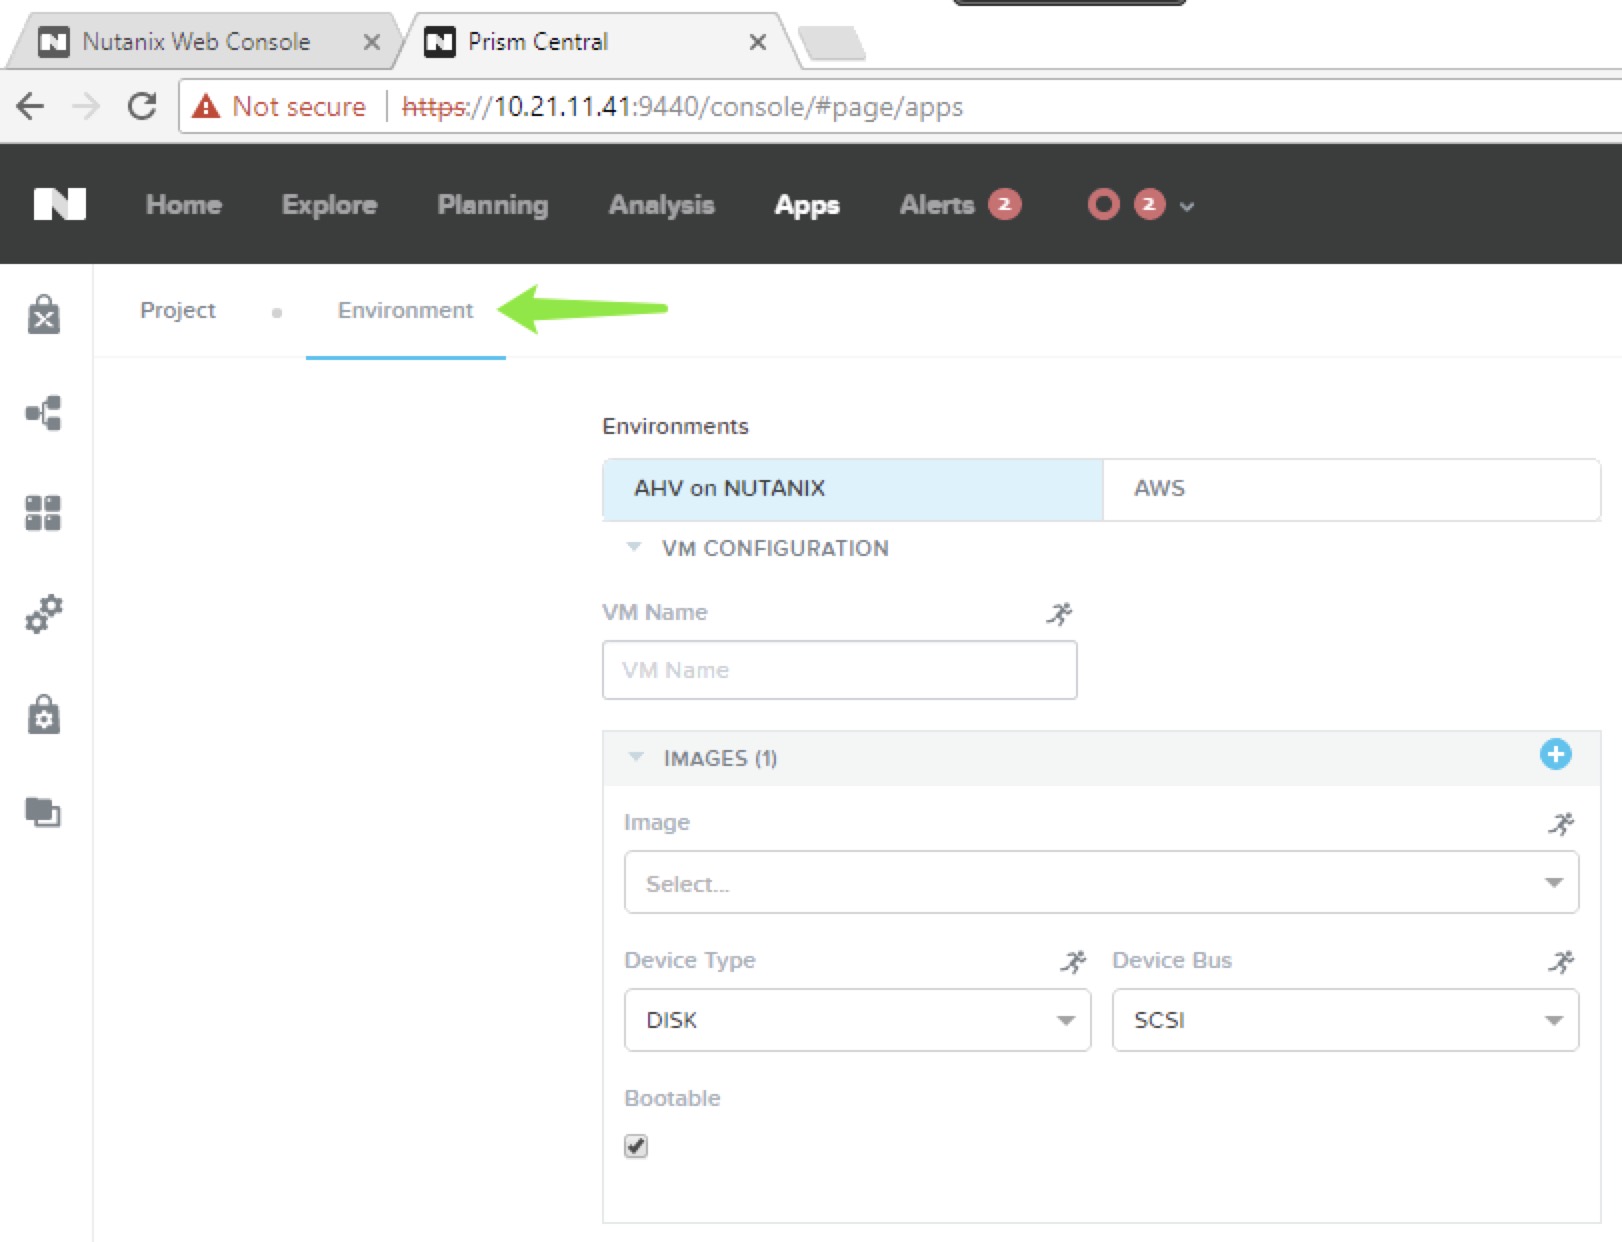 Nutanix Web Console
Prism Central
Not secure https://10.21.11.41:9440/console/#page/apps
Home Explore Planning Analysis Apps Alerts 2 2
Project Environment
Environments
AHV on NUTANIX AWS
VM CONFIGURATION
VM Name
VM Name
IMAGES (1)
Image
Select...
Device Type Device Bus
DISK SCSI
Bootable